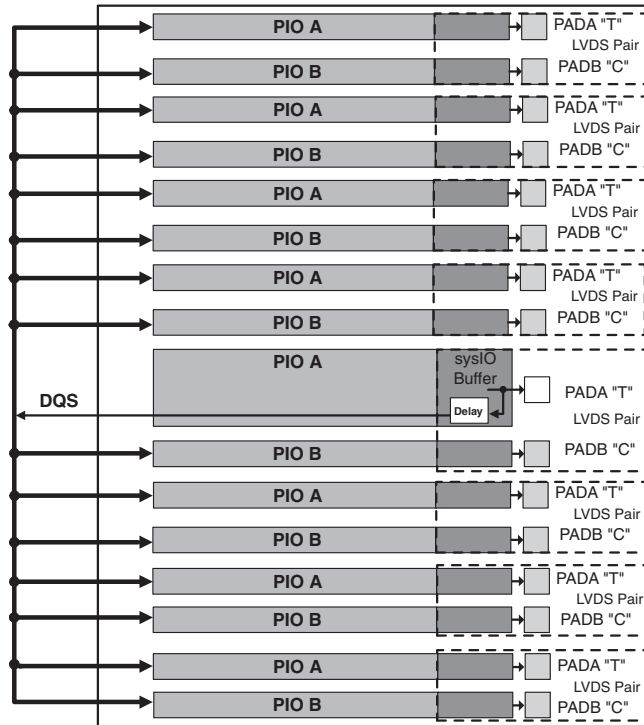 PIO A PADA "T"
LVDS Pair
PIO B PADB "C"
PIO A PADA "T"
LVDS Pair
PIO B PADB "C"
PIO A PADA "T"
LVDS Pair
PIO B PADB "C"
PIO A PADA "T"
LVDS Pair
PIO B PADB "C"
PIO A sysIO
Buffer
PADA "T"
DQS Delay
LVDS Pair
PIO B PADB "C"
PIO A PADA "T"
LVDS Pair
PIO B PADB "C"
PIO A PADA "T"
LVDS Pair
PIO B PADB "C"
PIO A PADA "T"
LVDS Pair
PIO B PADB "C"